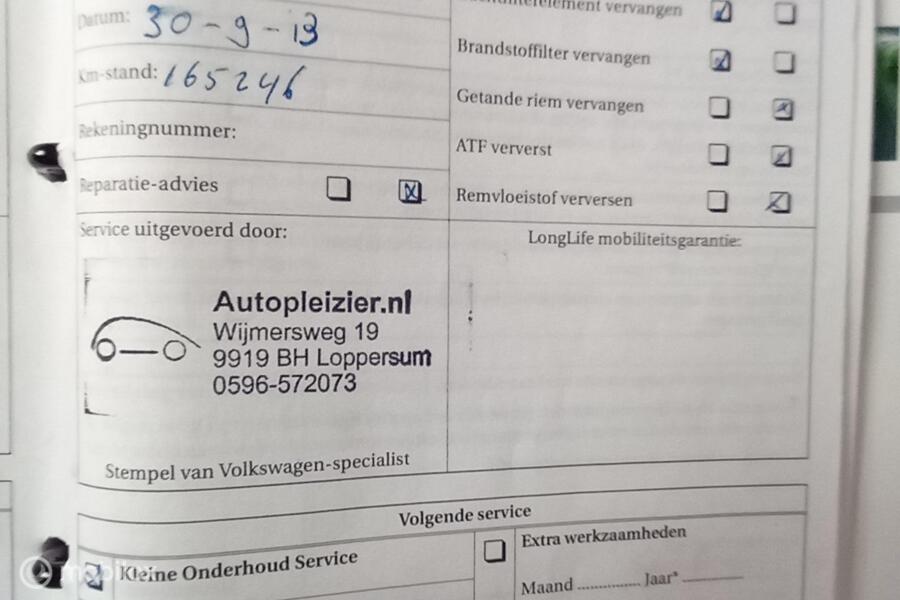 Datum: 30-9-13
Km-stand: 165246
Rekeningnummer:
Reparatie-advies
Service uitgevoerd door:
Autopleizier.nl
Wijmersweg 19
9919 BH Loppersum
0596-572073
Stempel van Volkswagen-specialist
vervangen
Brandstoffilter vervangen
Getande riem vervangen
ATF ververst
Remvloeistof verversen
LongLife mobiliteitsgarantie:
Volgende service
Kleine Onderhoud Service
Extra werkzaamheden
Maand ............ Jaar*